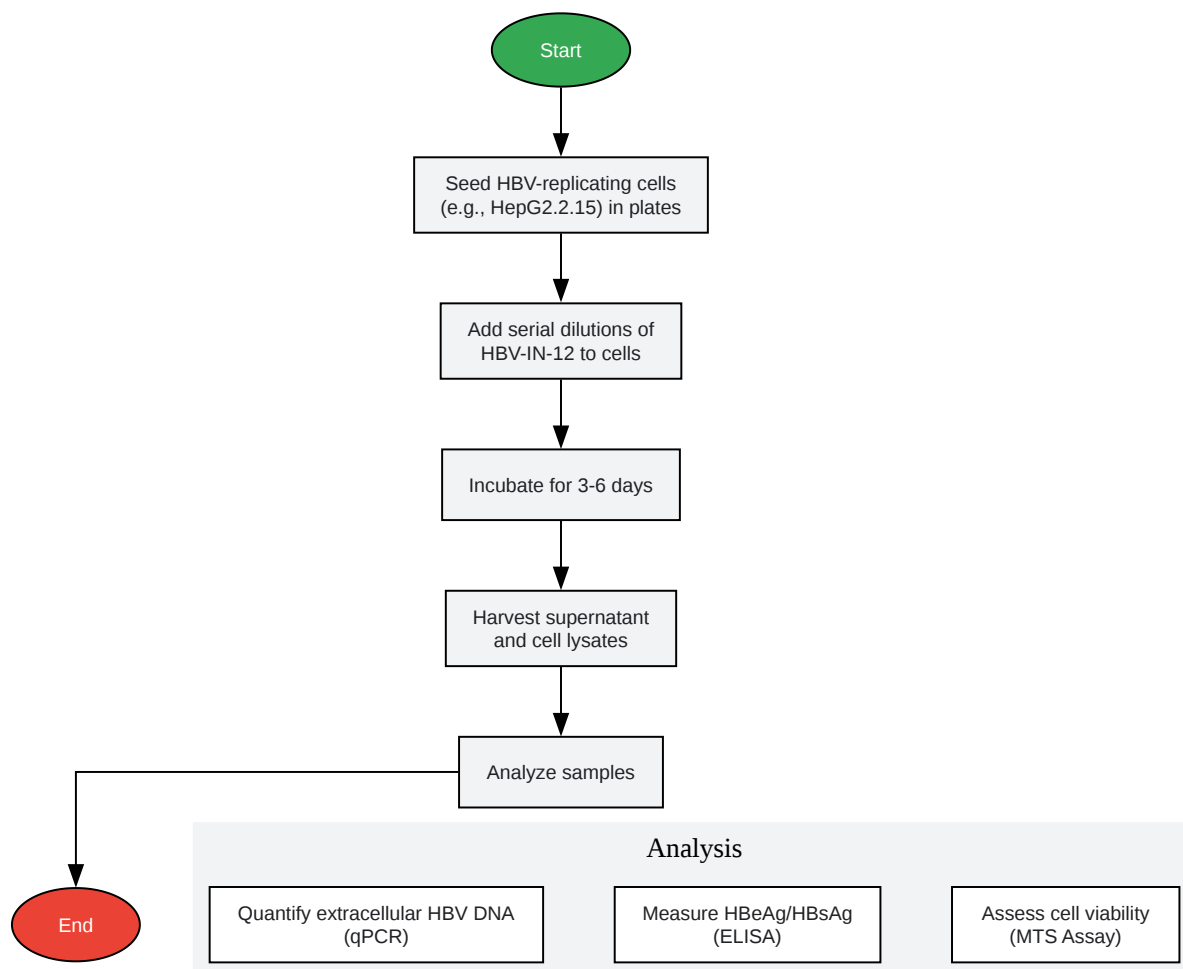 Start
Seed HBV-replicating cells
(e.g., HepG2.2.15) in plates
Add serial dilutions of
HBV-IN-12 to cells
Incubate for 3-6 days
Harvest supernatant
and cell lysates
Analyze samples
Analysis
End
Quantify extracellular HBV DNA
(qPCR)
Measure HBeAg/HBsAg
(ELISA)
Assess cell viability
(MTS Assay)